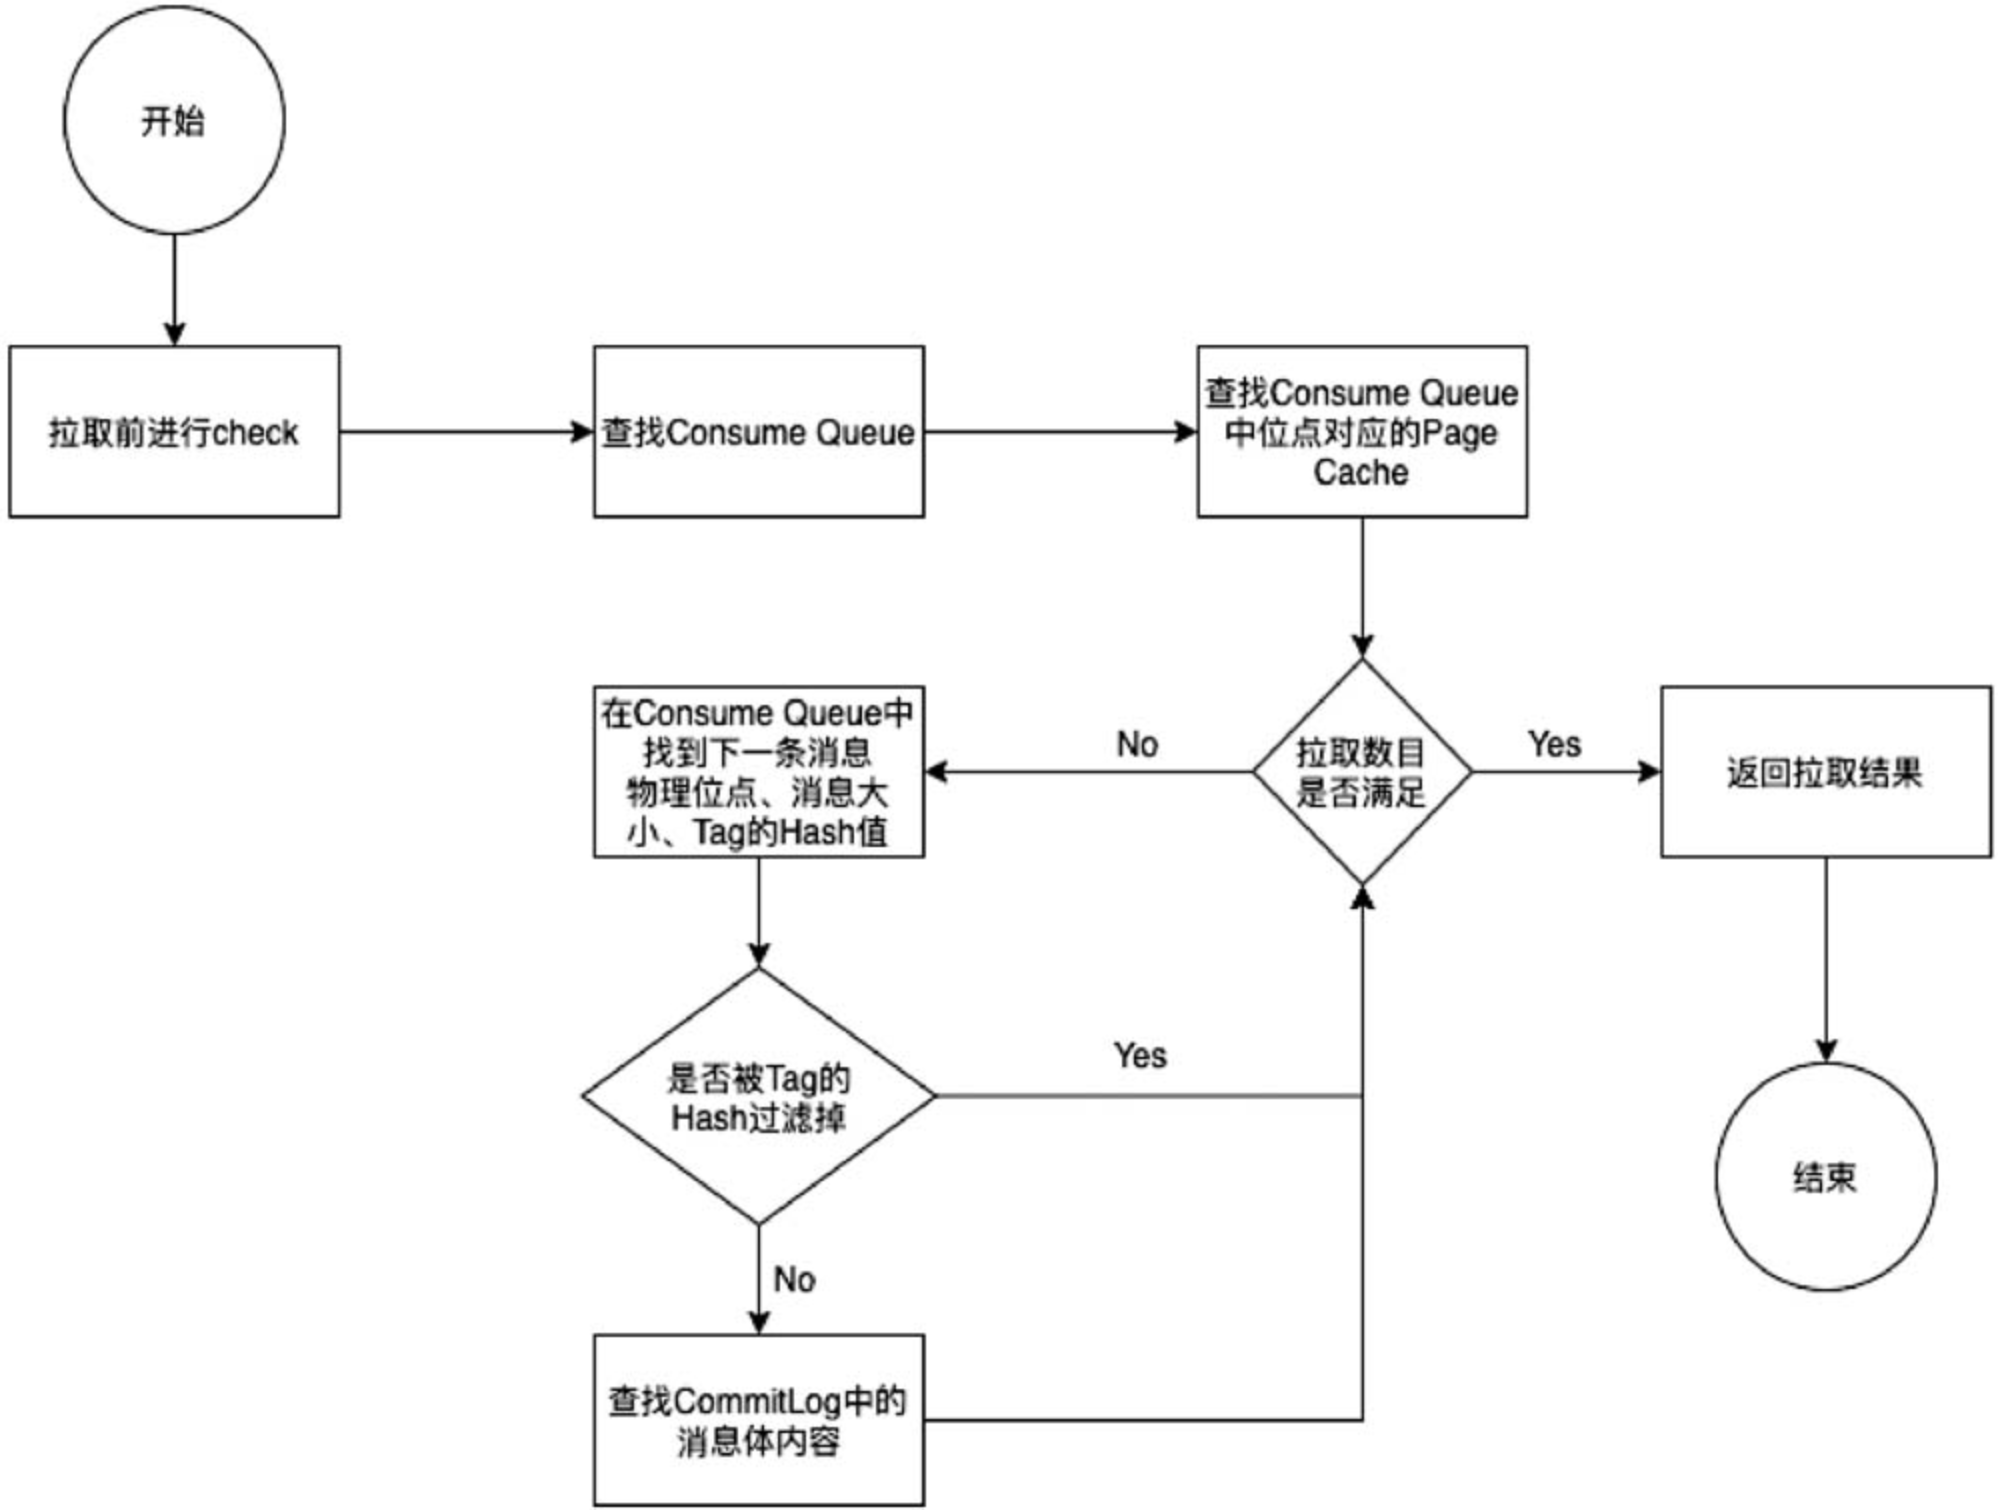 开始
拉取前进行check
查找Consume Queue
查找Consume Queue
中位点对应的Page
Cache
在Consume Queue中
找到下一条消息
物理位点、消息大
小、Tag的Hash值
No
拉取数目
是否满足
Yes
返回拉取结果
是否被Tag的
Hash过滤掉
Yes
结束
No
查找CommitLog中的
消息体内容